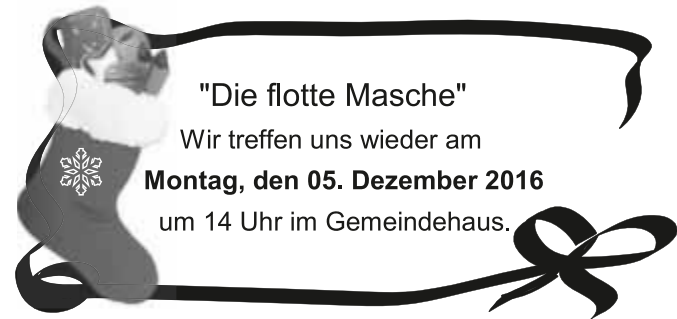 "Die flotte Masche"
Wir treffen uns wieder am
Montag, den 05. Dezember 2016
um 14 Uhr im Gemeindehaus.